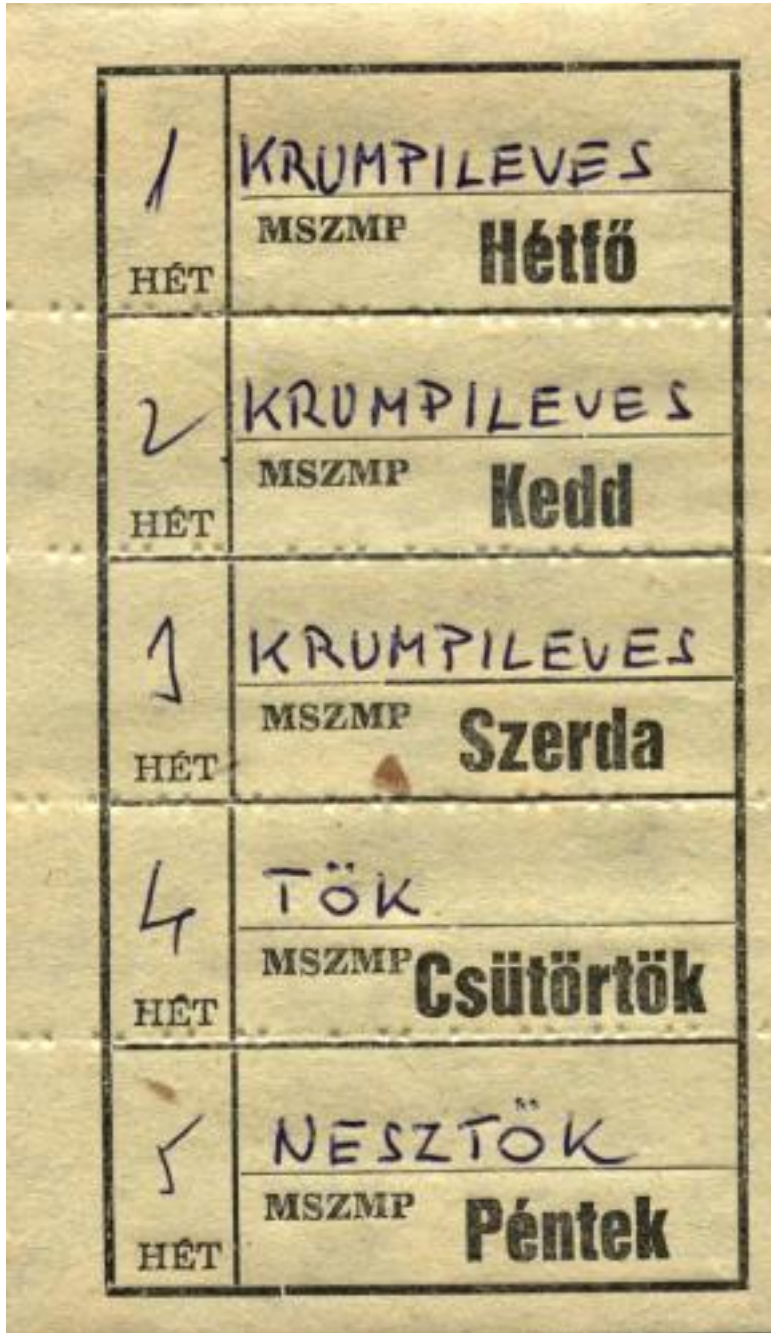 1 KRUMPILEVES
MSZMP Hétfő
HÉT
2 KRUMPILEVES
MSZMP Kedd
HÉT
3 KRUMPILEVES
MSZMP Szerda
HÉT
4 TÖK
MSZMP Csütörtök
HÉT
5 NESZTÖK
MSZMP Péntek
HÉT